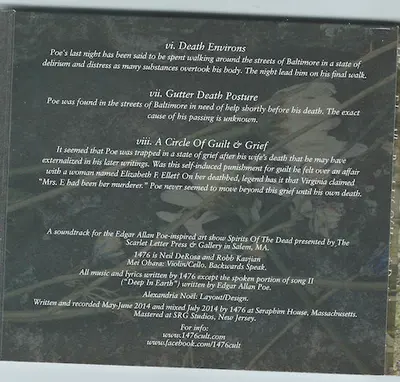 vi. Death Environs
Poe's last night has been said to be spent walking around the streets of Baltimore in a state of
delirium and distress as many substances overtook his body. The night lead him on his final walk.
vii. Gutter Death Posture
Poe was found in the streets of Baltimore in need of help shortly before his death. The exact
cause of his passing is unknown.
viii. A Circle Of Guilt & Grief
It seemed that Poe was trapped in a state of grief after his wife's death that he may have
externalized in his later writings. Was this self-induced punishment for guilt he felt over an affair
with a woman named Elizabeth F. Ellet? On her deathbed, legend has it that Virginia claimed
"Mrs. E had been her murderer." Poe never seemed to move beyond this grief until his own death.
A soundtrack for the Edgar Allan Poe-inspired art show Spirits Of The Dead presented by The
Scarlet Letter Press & Gallery in Salem, MA.
1476 is Neil DeRosa and Robb Kavjian
Mei Ohara: Violin/Cello, Backwards Speak.
All music and lyrics written by 1476 except the spoken portion of song II
("Deep In Earth") written by Edgar Allan Poe.
Alexandria Noël: Layout/Design.
Written and recorded May-June 2014 and mixed July 2014 by 1476 at Seraphim House, Massachusetts.
Mastered at SRG Studios, New Jersey.
For info:
www.1476cult.com
www.facebook.com/1476cult